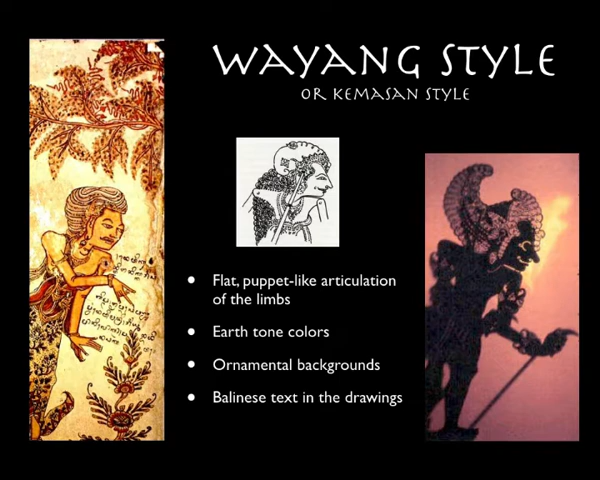 WAYANG STYLE
OR KEMASAN STYLE
• Flat, puppet-like articulation
of the limbs
• Earth tone colors
• Ornamental backgrounds
• Balinese text in the drawings